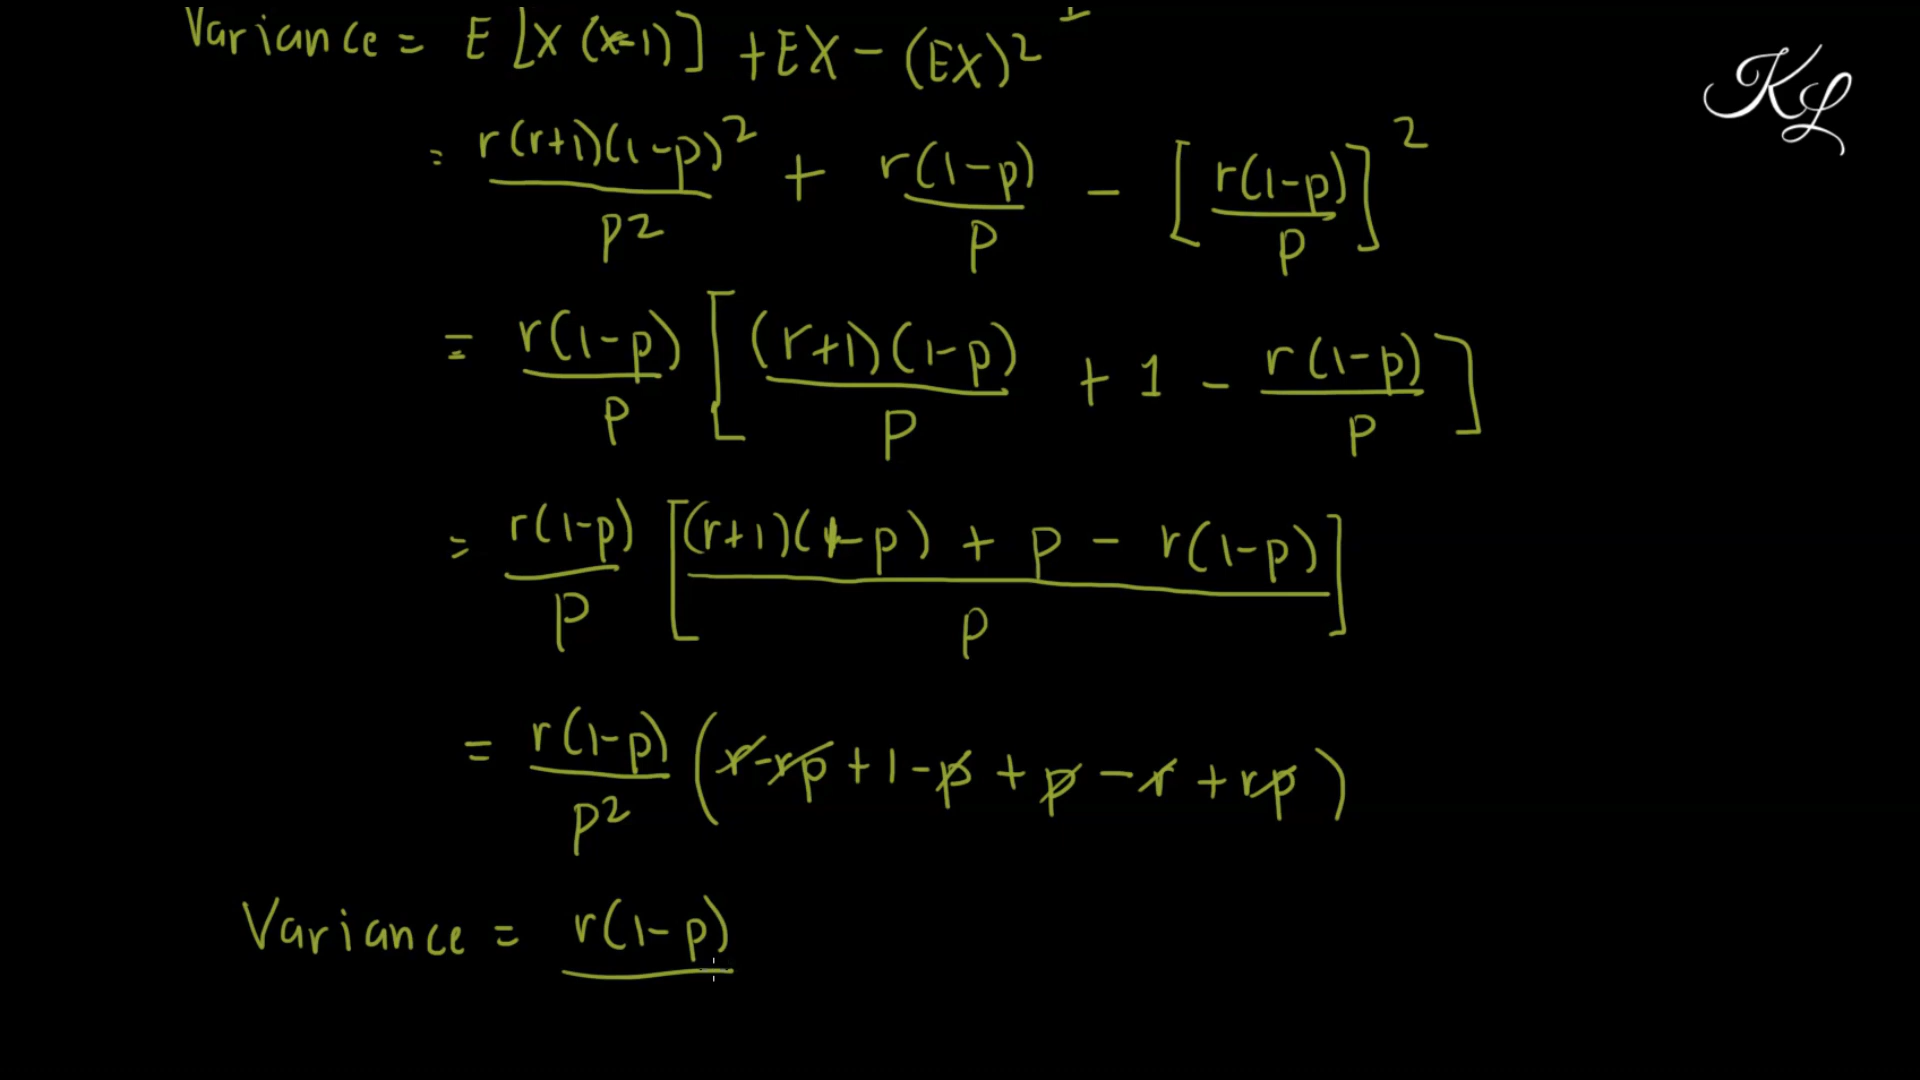 Variance = E[X(X-1)] + EX - (EX)²
= r(r+1)(1-p)²/p² + r(1-p)/p - [r(1-p)/p]²
= r(1-p)/p [(r+1)(1-p)/p + 1 - r(1-p)/p]
= r(1-p)/p [((r+1)(1-p) + p - r(1-p))/p]
= r(1-p)/p² (r-rp+1-p+p-r+rp)
Variance = r(1-p)
KL